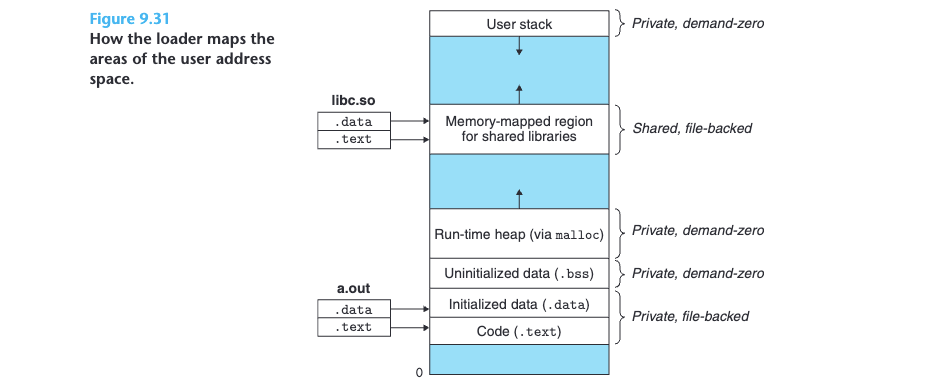 Figure 9.31
How the loader maps the
areas of the user address
space.
User stack
Private, demand-zero
libc.so
.data
.text
Memory-mapped region
for shared libraries
Shared, file-backed
Run-time heap (via malloc)
Private, demand-zero
Uninitialized data (.bss)
Private, demand-zero
a.out
.data
.text
Initialized data (.data)
Code (.text)
Private, file-backed
0